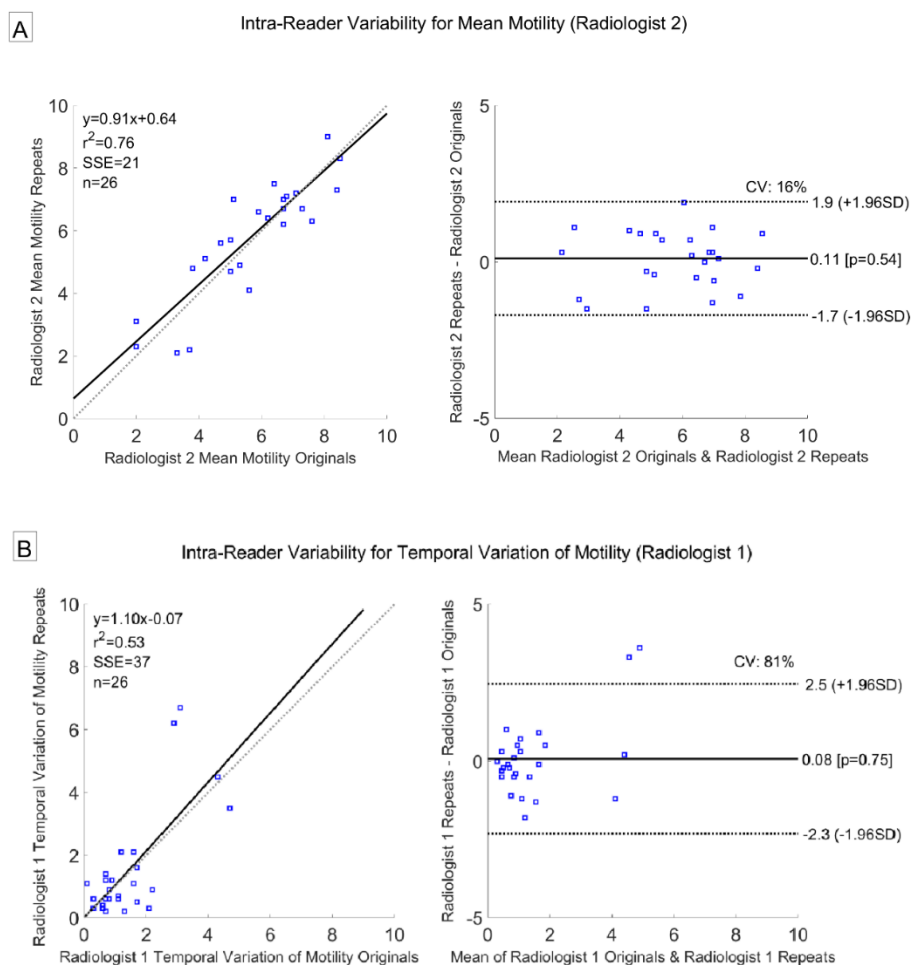 A
Intra-Reader Variability for Mean Motility (Radiologist 2)
10
8
6
4
2
0
Radiologist 2 Mean Motility Repeats
y=0.91x+0.64
r²=0.76
SSE=21
n=26
0 2 4 6 8 10
Radiologist 2 Mean Motility Originals
5
0
-5
Radiologist 2 Repeats - Radiologist 2 Originals
CV: 16%
1.9 (+1.96SD)
0.11 [p=0.54]
-1.7 (-1.96SD)
0 2 4 6 8 10
Mean Radiologist 2 Originals & Radiologist 2 Repeats
B
Intra-Reader Variability for Temporal Variation of Motility (Radiologist 1)
10
8
6
4
2
0
Radiologist 1 Temporal Variation of Motility Repeats
y=1.10x-0.07
r²=0.53
SSE=37
n=26
0 2 4 6 8 10
Radiologist 1 Temporal Variation of Motility Originals
5
0
-5
Radiologist 1 Repeats - Radiologist 1 Originals
CV: 81%
2.5 (+1.96SD)
0.08 [p=0.75]
-2.3 (-1.96SD)
0 2 4 6 8 10
Mean of Radiologist 1 Originals & Radiologist 1 Repeats